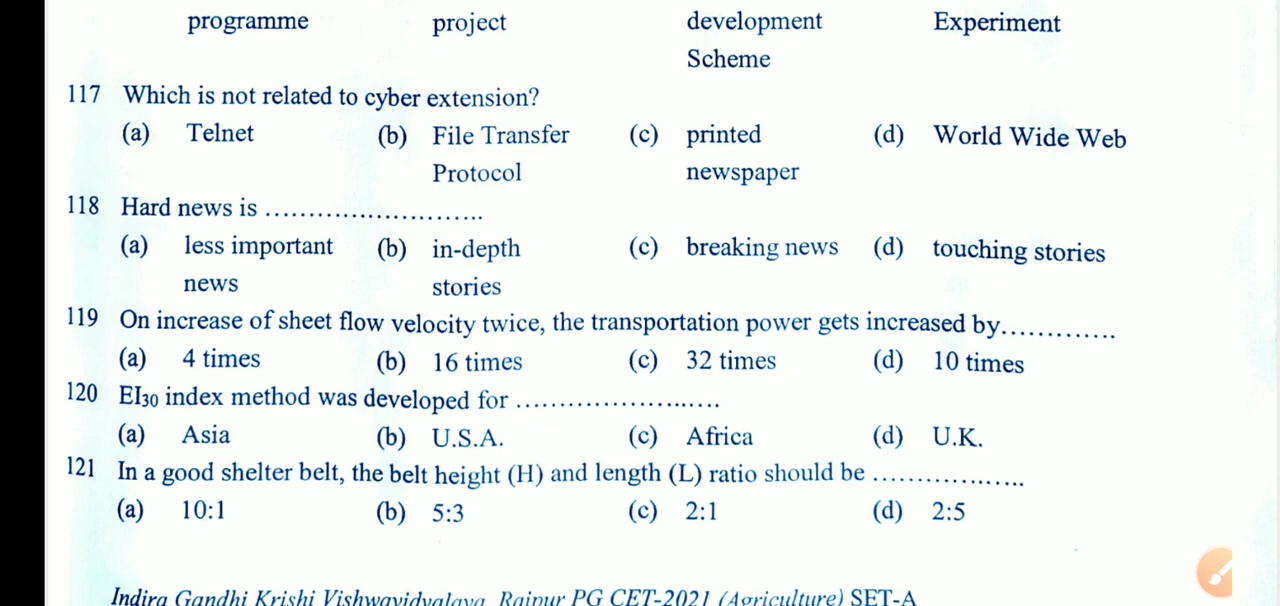 programme project development Experiment
Scheme
117 Which is not related to cyber extension?
(a) Telnet (b) File Transfer (c) printed (d) World Wide Web
Protocol newspaper
118 Hard news is ............................
(a) less important (b) in-depth (c) breaking news (d) touching stories
news stories
119 On increase of sheet flow velocity twice, the transportation power gets increased by.............
(a) 4 times (b) 16 times (c) 32 times (d) 10 times
120 EI30 index method was developed for ..........................
(a) Asia (b) U.S.A. (c) Africa (d) U.K.
121 In a good shelter belt, the belt height (H) and length (L) ratio should be ...................
(a) 10:1 (b) 5:3 (c) 2:1 (d) 2:5
Indira Gandhi Krishi Vishwavidyalaya, Raipur PG CET-2021 (Agriculture) SET-A